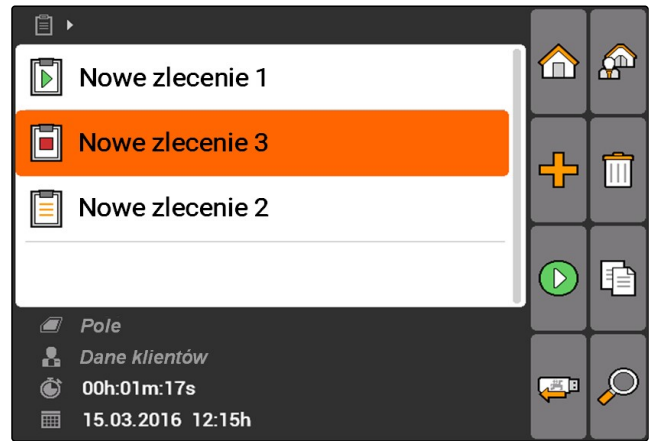 Nowe zlecenie 1
Nowe zlecenie 3
Nowe zlecenie 2
Pole
Dane klientów
00h:01m:17s
15.03.2016 12:15h